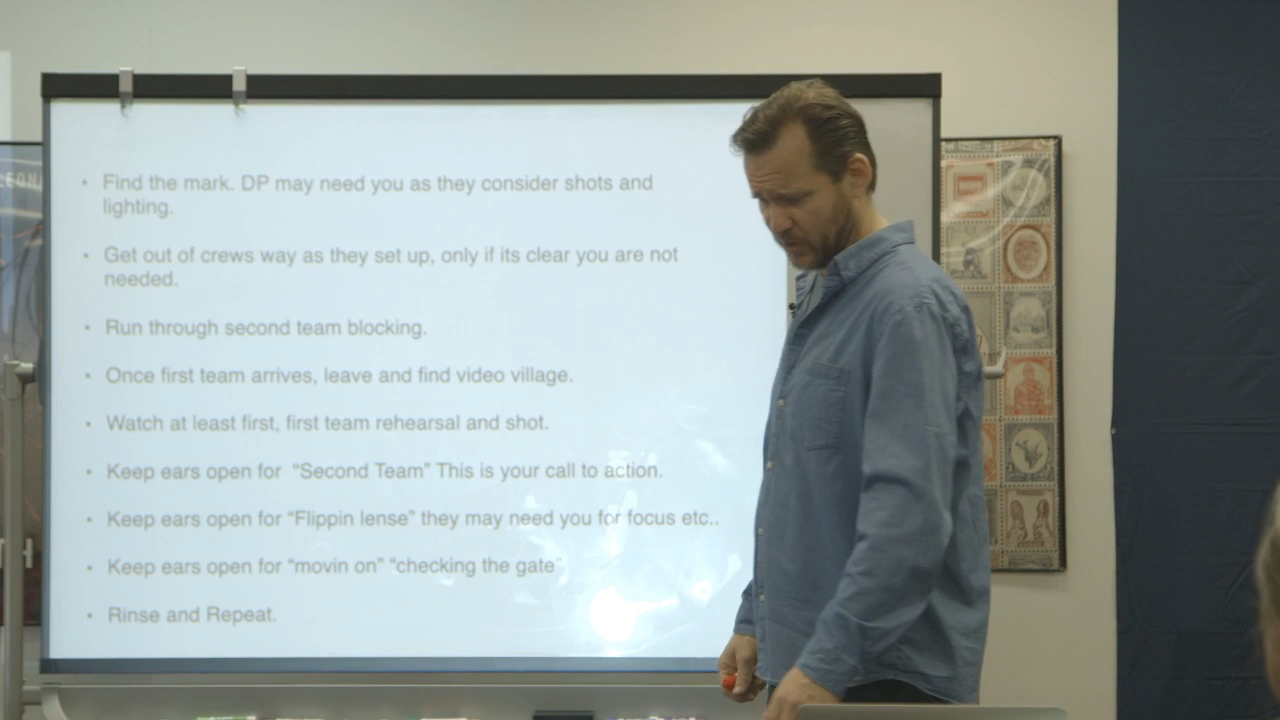 • Find the mark. DP may need you as they consider shots and
lighting.
• Get out of crews way as they set up, only if its clear you are not
needed.
• Run through second team blocking.
• Once first team arrives, leave and find video village.
• Watch at least first, first team rehearsal and shot.
• Keep ears open for “Second Team” This is your call to action.
• Keep ears open for “Flippin lense” they may need you for focus etc..
• Keep ears open for “movin on” “checking the gate”
• Rinse and Repeat.